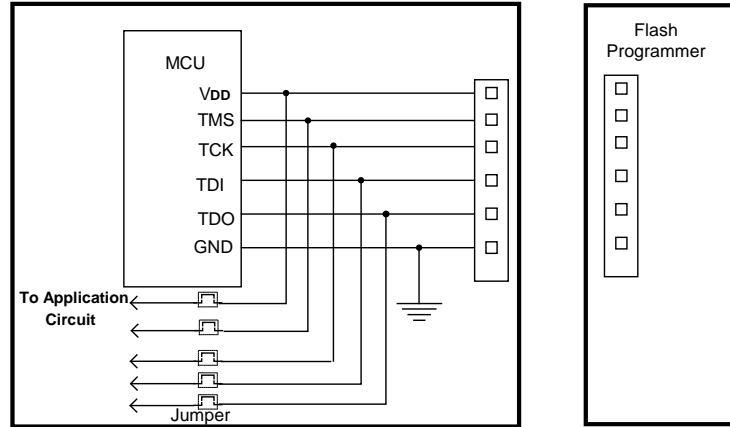 MCU
VDD
TMS
TCK
TDI
TDO
GND
To Application
Circuit
Jumper
Flash
Programmer